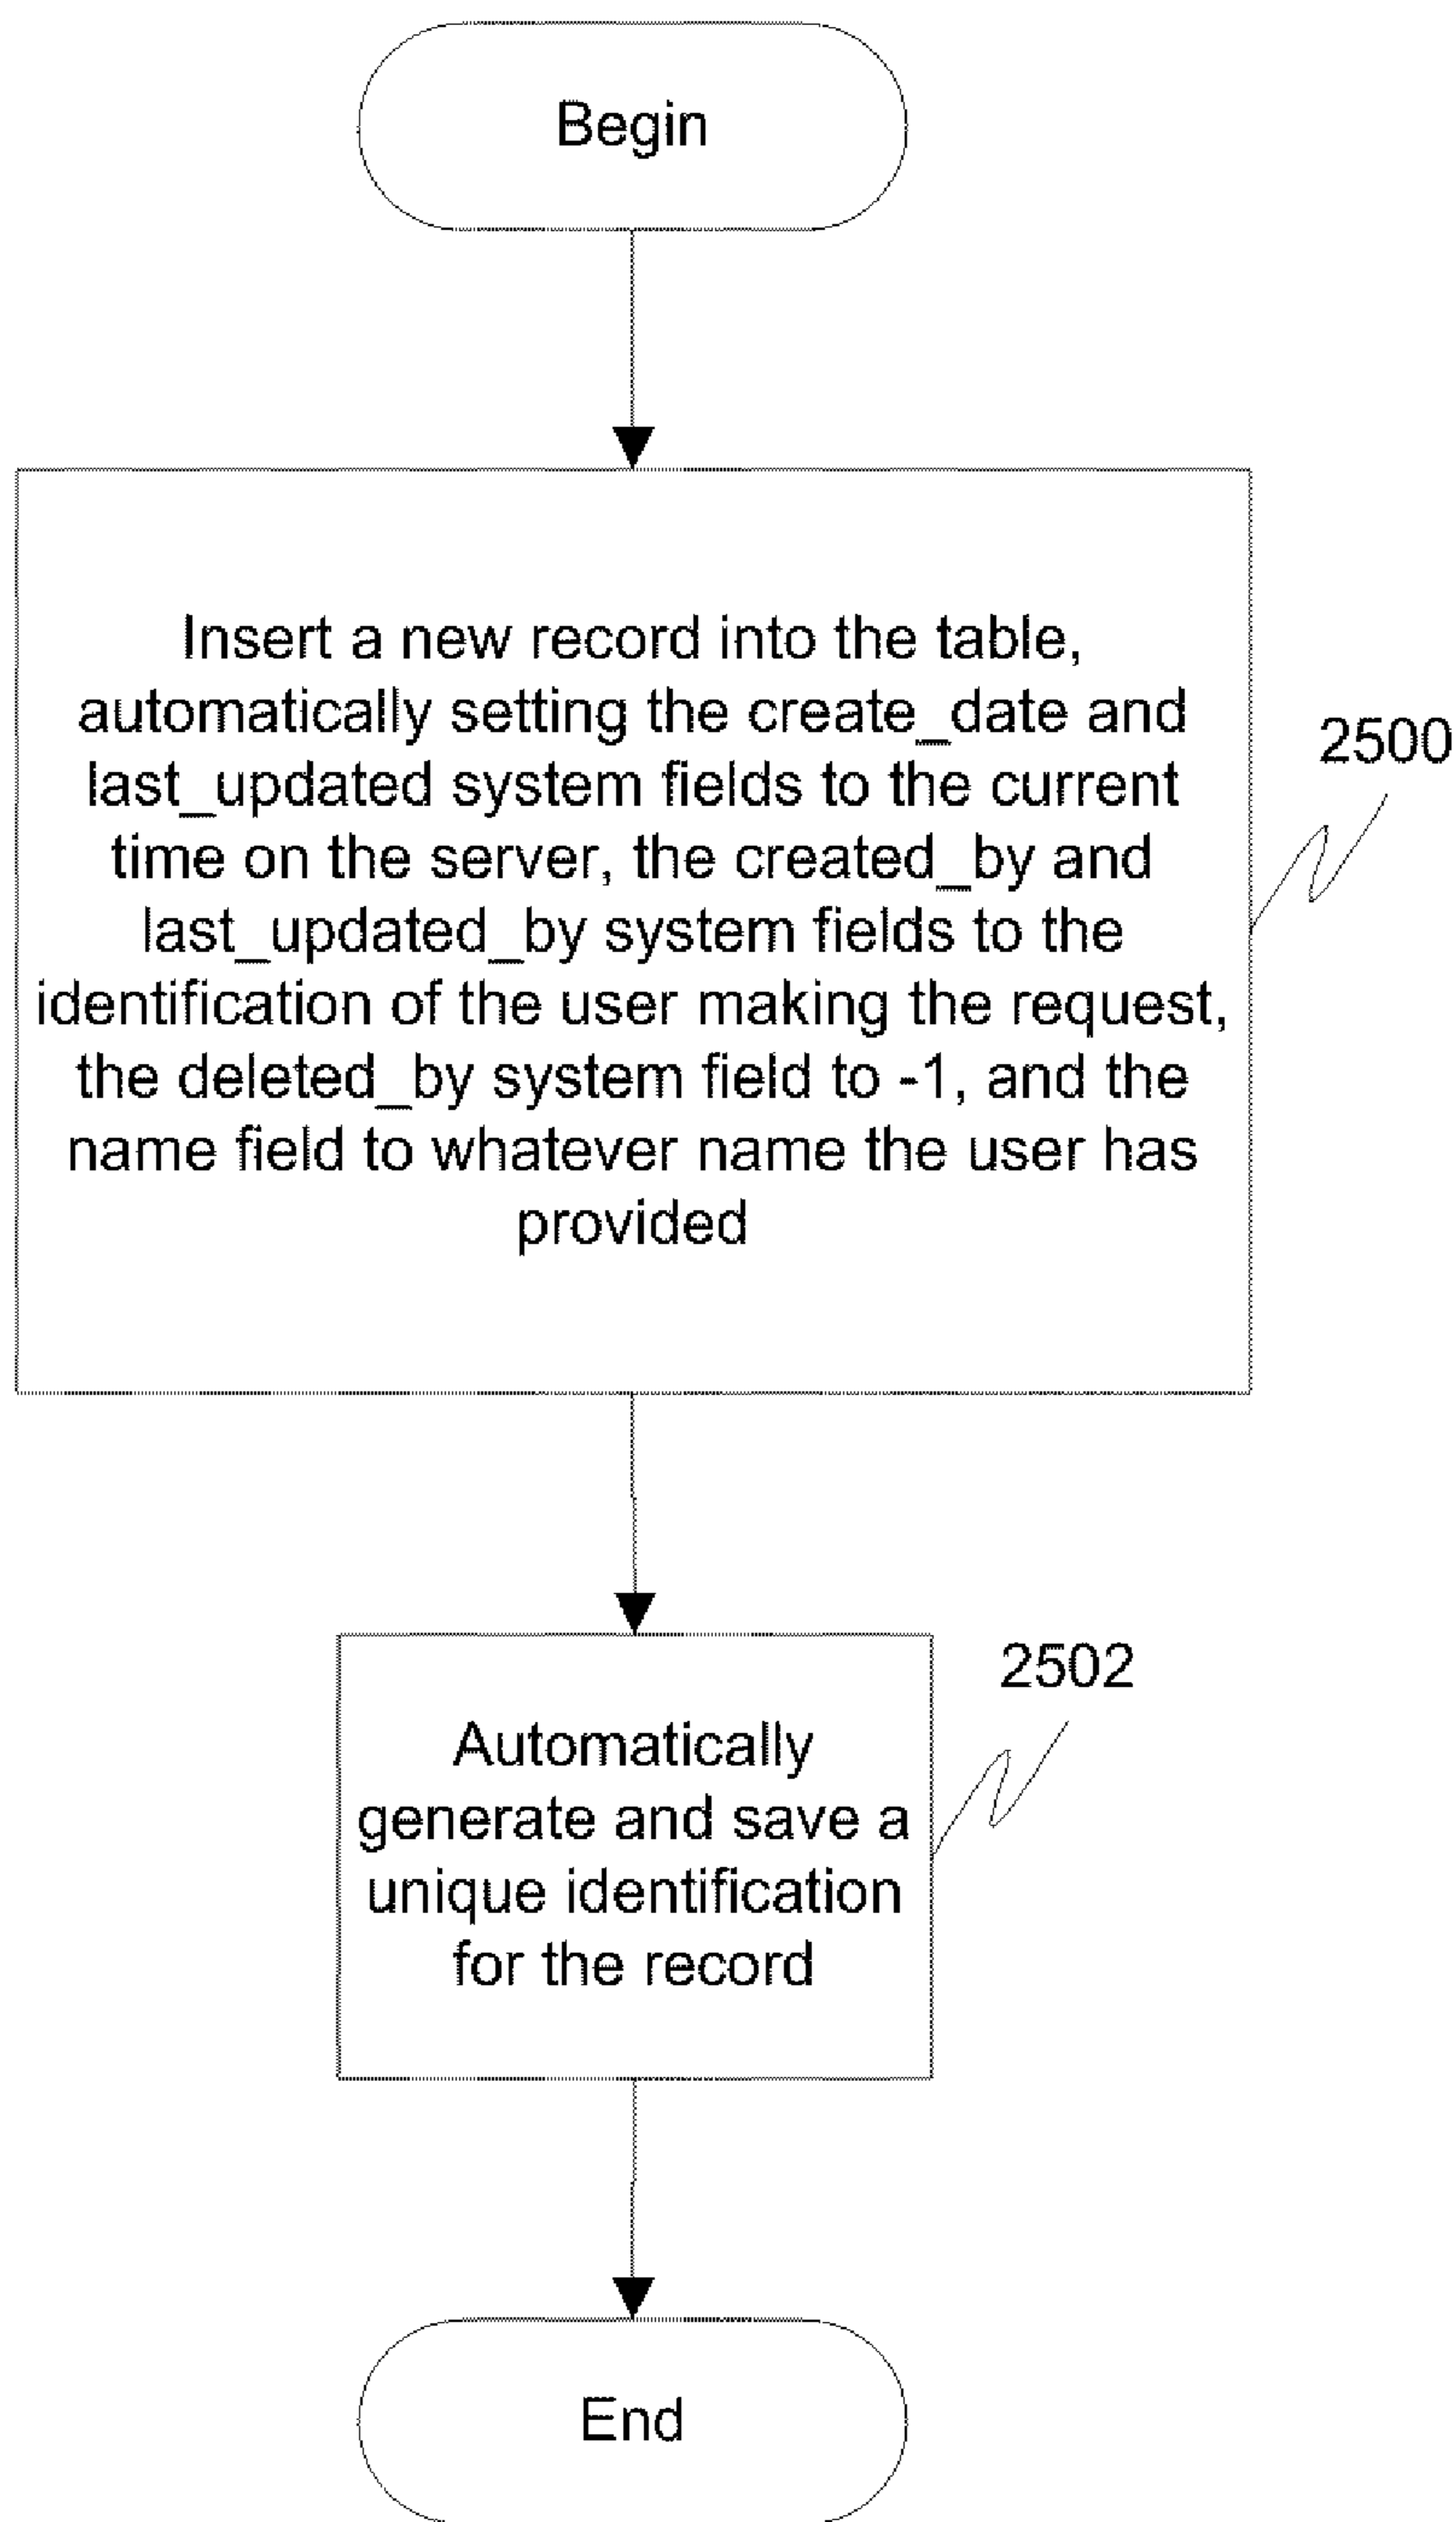 Begin
Insert a new record into the table,
automatically setting the create_date and
last_updated system fields to the current
time on the server, the created_by and
last_updated_by system fields to the
identification of the user making the request,
the deleted_by system field to -1, and the
name field to whatever name the user has
provided
2500
Automatically
generate and save a
unique identification
for the record
2502
End